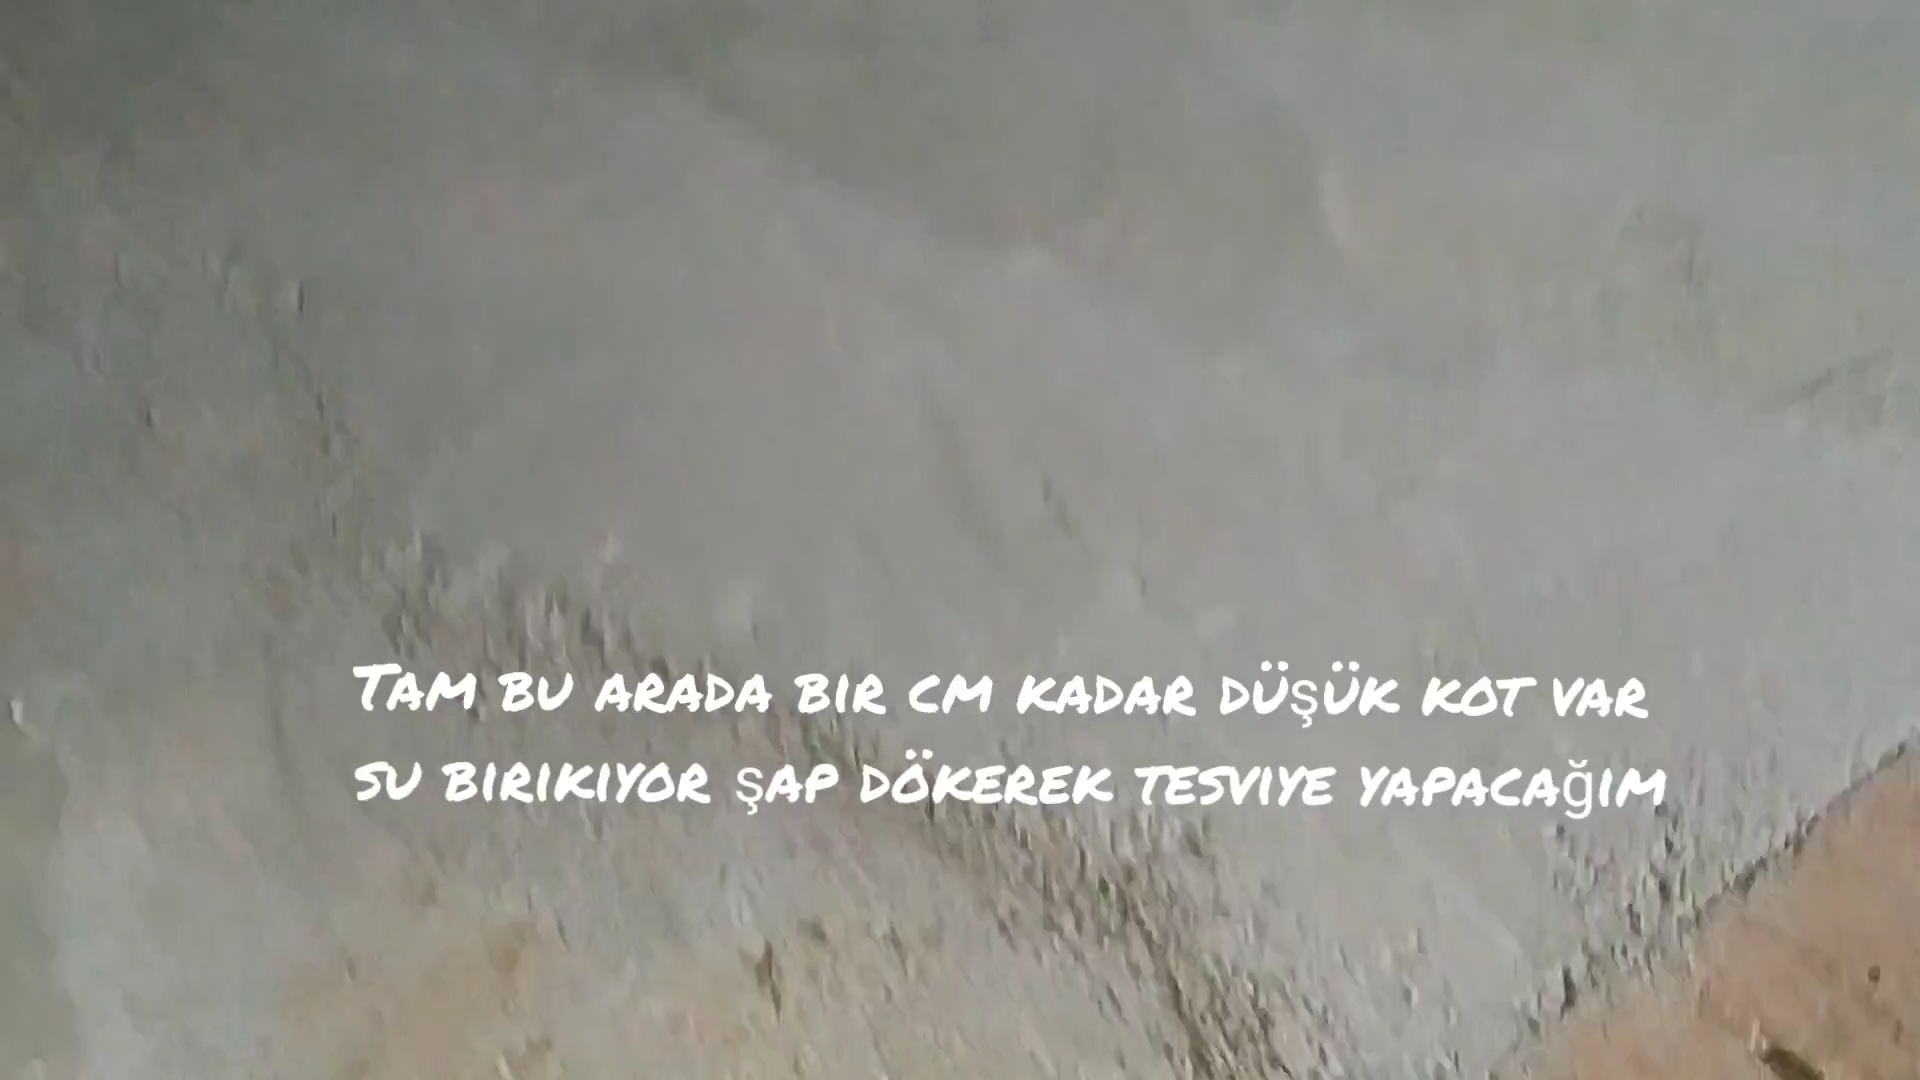 Tam bu arada bir cm kadar düşük kot var
su birikiyor şap dökerek tesviye yapacağım